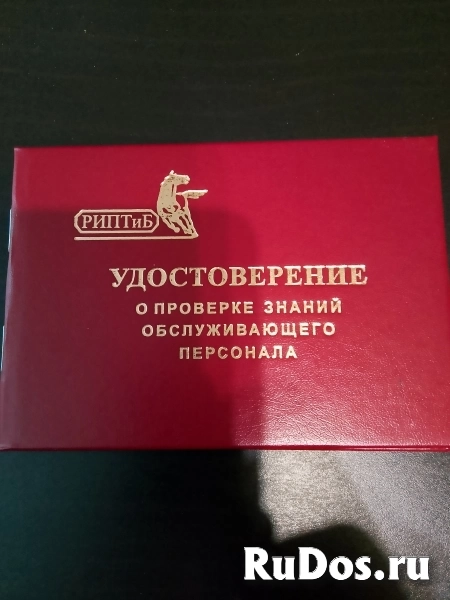 РИПТиБ
УДОСТОВЕРЕНИЕ
О ПРОВЕРКЕ ЗНАНИЙ
ОБСЛУЖИВАЮЩЕГО
ПЕРСОНАЛА
RuDos.ru